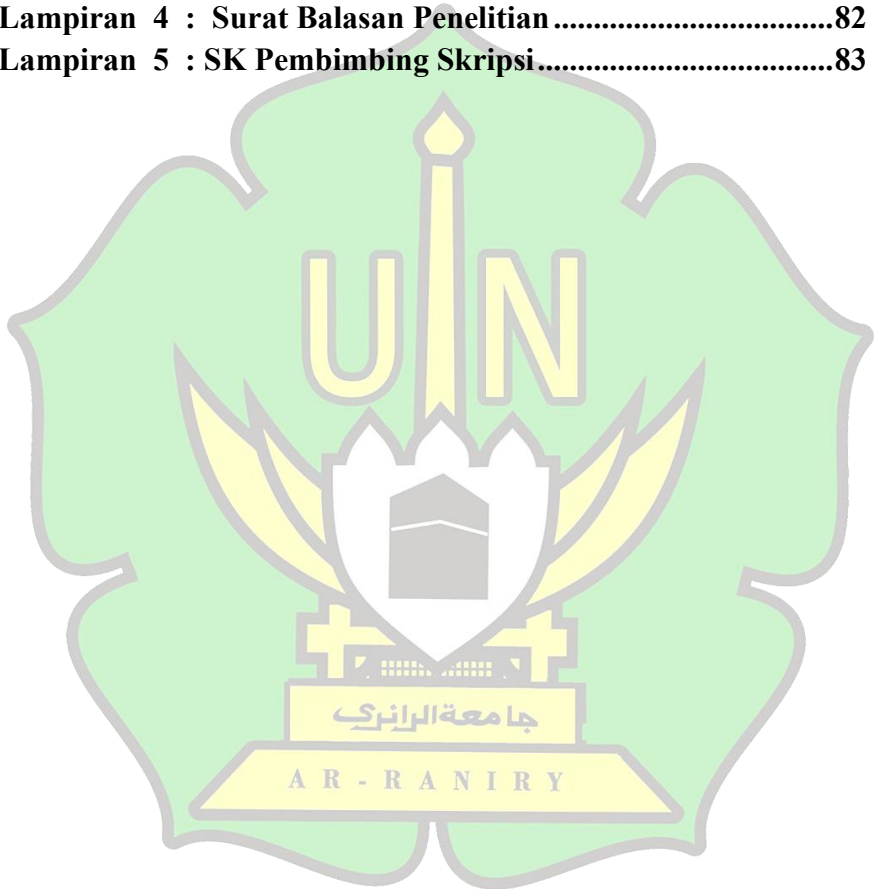 Lampiran 4 : Surat Balasan Penelitian.................................82
Lampiran 5 : SK Pembimbing Skripsi...................................83
UIN
جامعة الرانري
AR-RANIRY